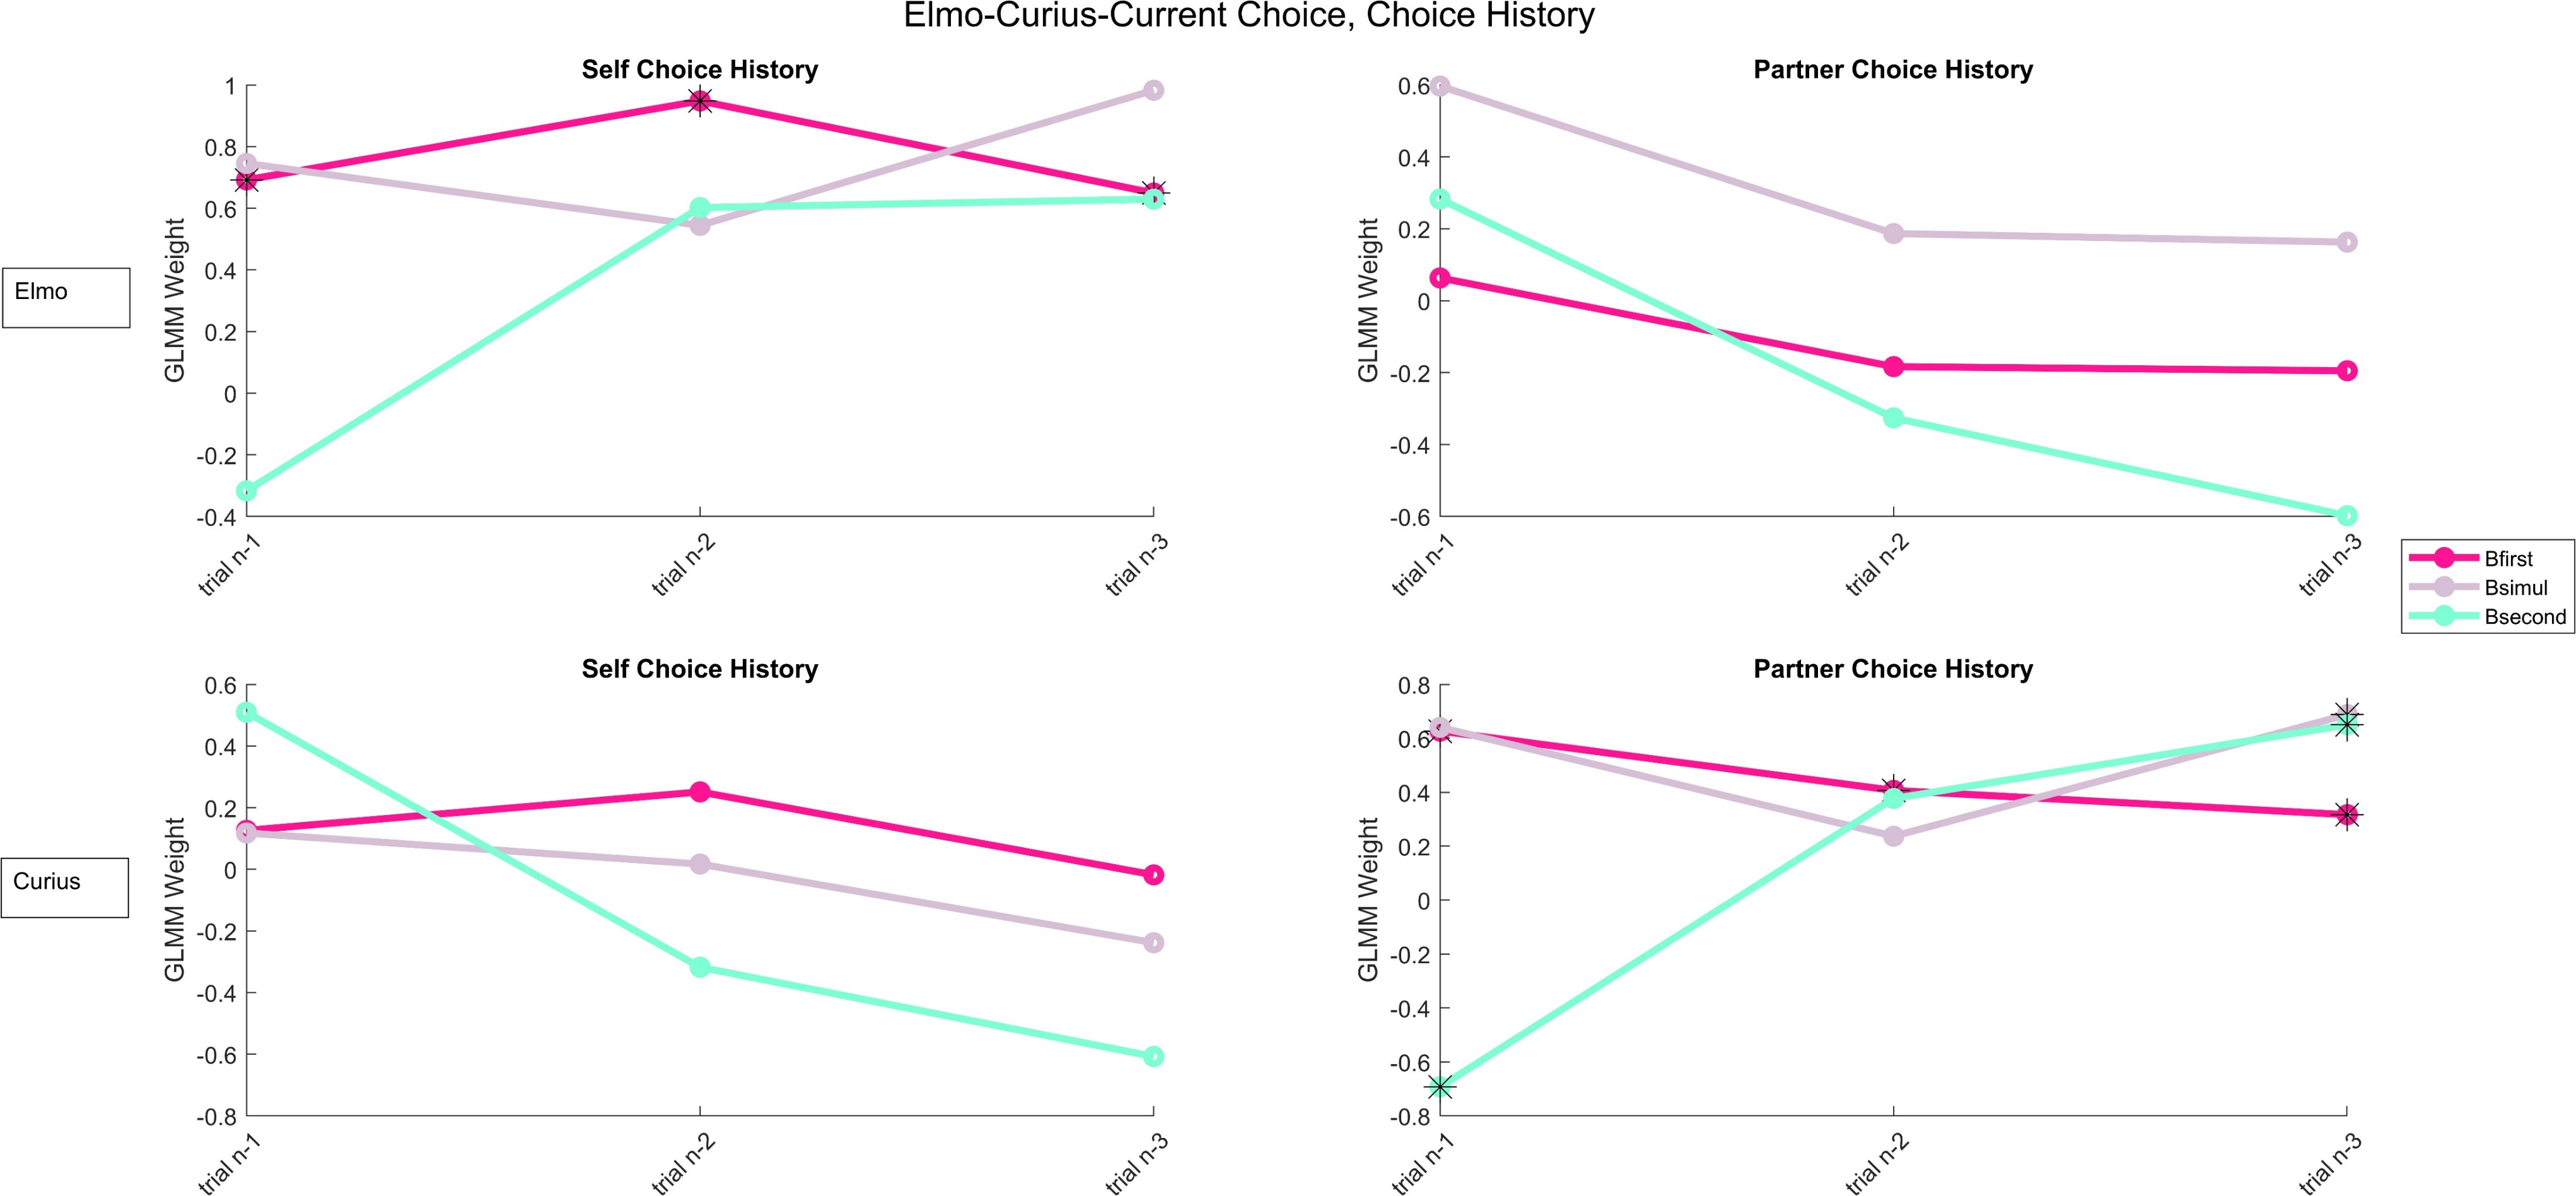 Elmo-Curius-Current Choice, Choice History
Self Choice History
1
0.8
0.6
0.4
0.2
0
-0.2
-0.4
GLMM Weight
trial n-1
trial n-2
trial n-3
Elmo
Partner Choice History
0.6
0.4
0.2
0
-0.2
-0.4
-0.6
GLMM Weight
trial n-1
trial n-2
trial n-3
Bfirst
Bsimul
Bsecond
Self Choice History
0.6
0.4
0.2
0
-0.2
-0.4
-0.6
-0.8
GLMM Weight
trial n-1
trial n-2
trial n-3
Curius
Partner Choice History
0.8
0.6
0.4
0.2
0
-0.2
-0.4
-0.6
-0.8
GLMM Weight
trial n-1
trial n-2
trial n-3